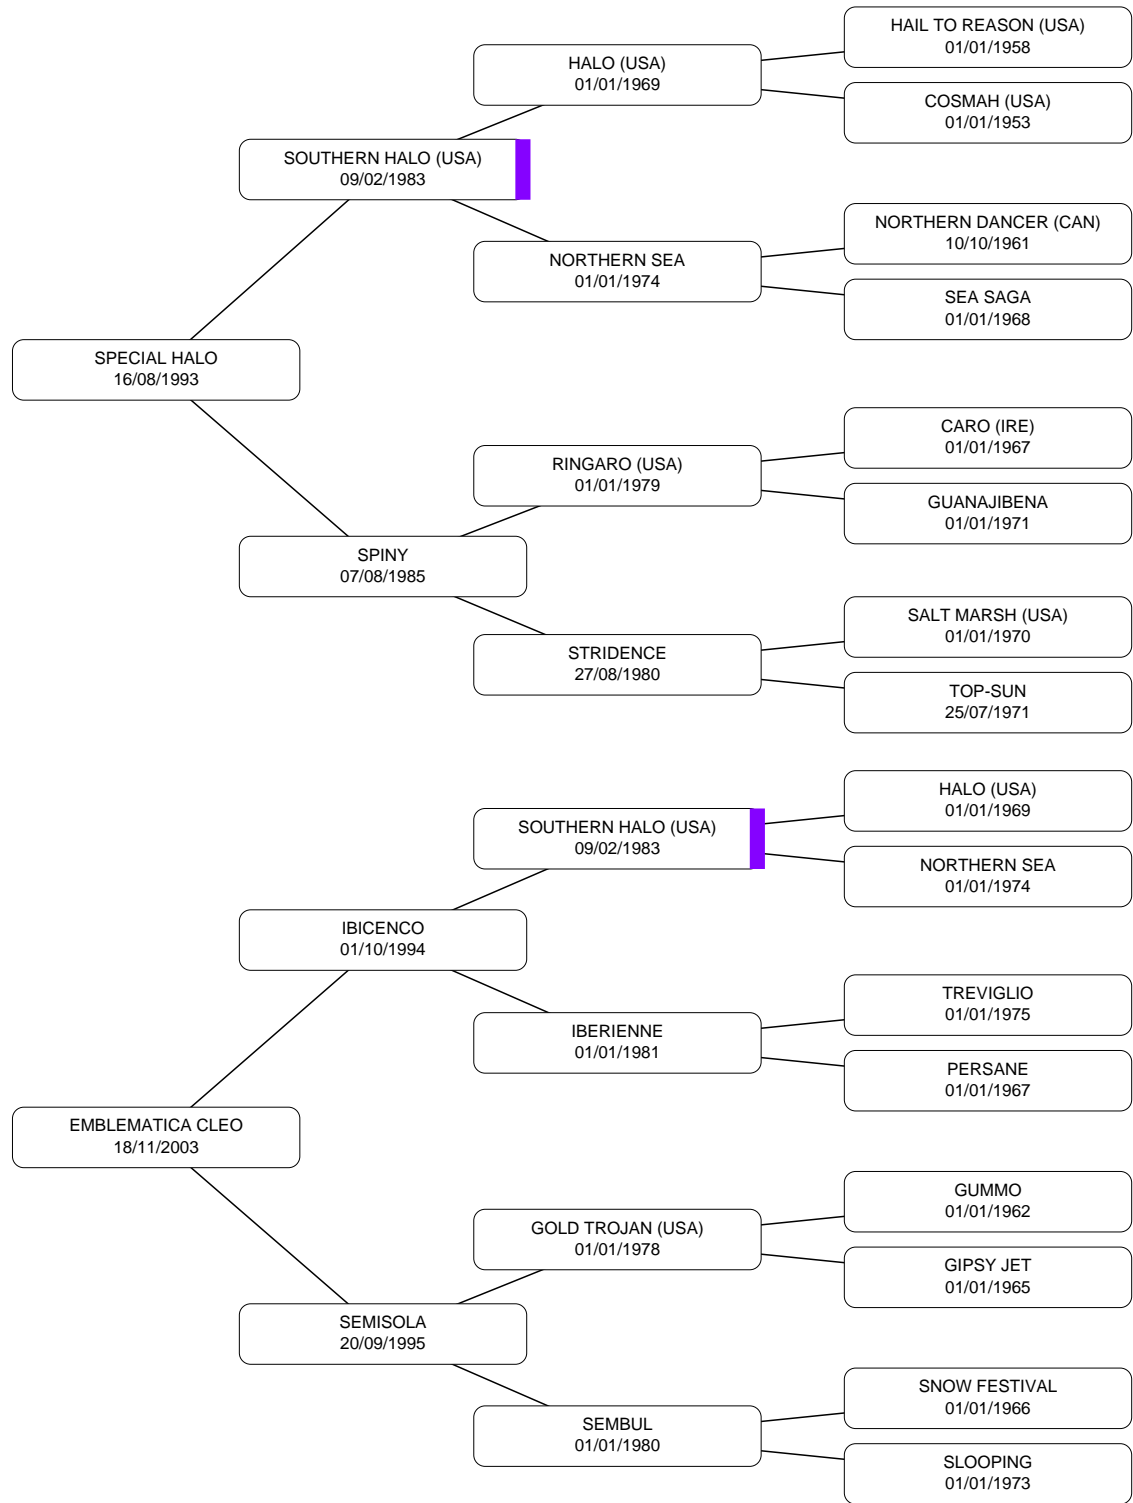 HAIL TO REASON (USA)
01/01/1958
HALO (USA)
01/01/1969
COSMAH (USA)
01/01/1953
SOUTHERN HALO (USA)
09/02/1983
NORTHERN DANCER (CAN)
10/10/1961
NORTHERN SEA
01/01/1974
SEA SAGA
01/01/1968
SPECIAL HALO
16/08/1993
CARO (IRE)
01/01/1967
RINGARO (USA)
01/01/1979
GUANAJIBENA
01/01/1971
SPINY
07/08/1985
SALT MARSH (USA)
01/01/1970
STRIDENCE
27/08/1980
TOP-SUN
25/07/1971
HALO (USA)
01/01/1969
SOUTHERN HALO (USA)
09/02/1983
NORTHERN SEA
01/01/1974
IBICENCO
01/10/1994
TREVIGLIO
01/01/1975
IBERIENNE
01/01/1981
PERSANE
01/01/1967
EMBLEMATICA CLEO
18/11/2003
GUMMO
01/01/1962
GOLD TROJAN (USA)
01/01/1978
GIPSY JET
01/01/1965
SEMISOLA
20/09/1995
SNOW FESTIVAL
01/01/1966
SEMBUL
01/01/1980
SLOOPING
01/01/1973